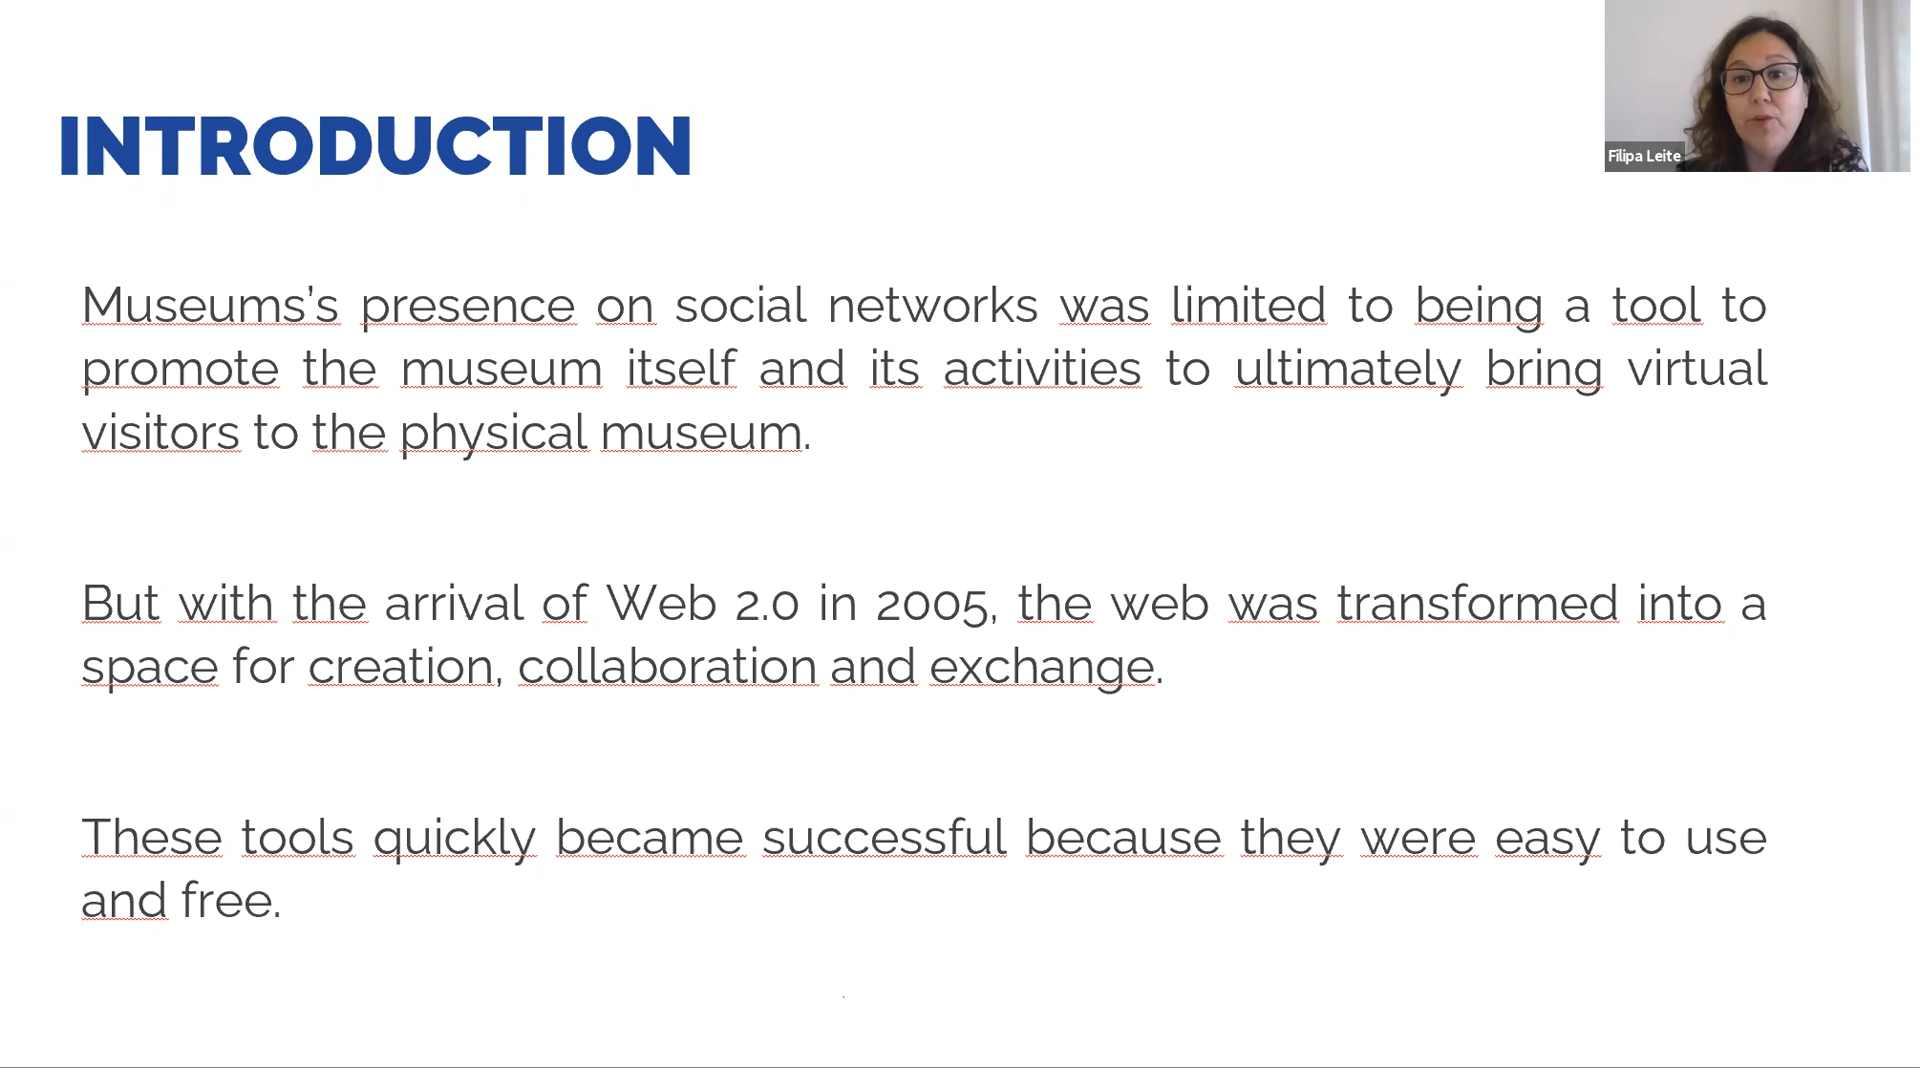 INTRODUCTION
Filipa Leite
Museums’s presence on social networks was limited to being a tool to
promote the museum itself and its activities to ultimately bring virtual
visitors to the physical museum.
But with the arrival of Web 2.0 in 2005, the web was transformed into a
space for creation, collaboration and exchange.
These tools quickly became successful because they were easy to use
and free.